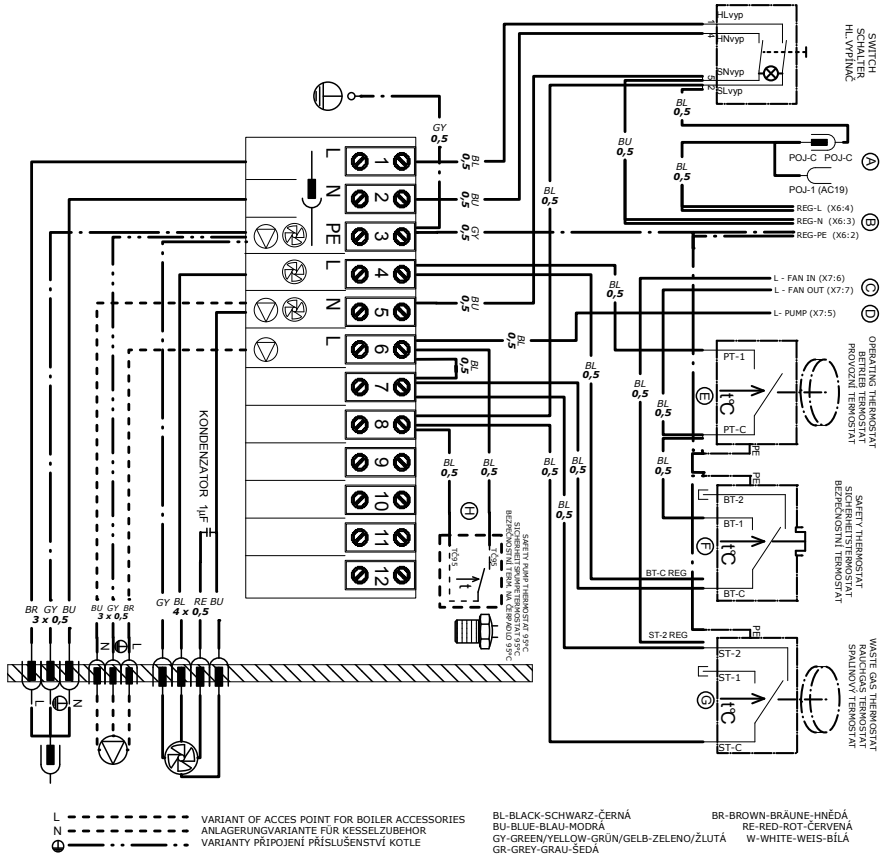 SWITCH
SCHALTER
HL.VYPÍNAČ
HLvyp
HNvyp
SNvyp
SLvyp
1
4
5
2
BL
0,5
BU
0,5
BL
0,5
POJ-C POJ-C
A
POJ-1 (AC19)
REG-L (X6:4)
REG-N (X6:3)
B
REG-PE (X6:2)
L - FAN IN (X7:6)
C
L - FAN OUT (X7:7)
L- PUMP (X7:5)
D
GY
0,5
L
1
BL
0,5
N
2
BU
0,5
PE
3
GY
0,5
BL
0,5
L
4
N
5
BU
0,5
BL
0,5
L
6
BL
0,5
7
BL
0,5
8
9
10
11
12
OPERATING THERMOSTAT
BETRIEB TERMOSTAT
PROVOZNÍ TERMOSTAT
PT-1
E
t°C
PT-C
PE
BL
0,5
BL
0,5
BL
0,5
BL
0,5
BL
0,5
BL
0,5
BL
0,5
SAFETY THERMOSTAT
SICHERHEITSTERMOSTAT
BEZPEČNOSTNÍ TERMOSTAT
PE
BT-2
BT-1
F
t°C
BT-C
BT-C REG
H
TČ95
TČ95
t
SAFETY PUMP THERMOSTAT 95°C
SICHERHEITSPUMPETERMOSTAT 95°C
BEZPEČNOSTNÍ TERM. NA ČERPADLO 95°C
WASTE GAS THERMOSTAT
RAUCHGAS TERMOSTAT
SPALINOVÝ TERMOSTAT
PE
ST-2 REG
ST-2
ST-1
G
t°C
ST-C
KONDENZATOR 1µF
BR GY BU
3 x 0,5
BU GY BR
3 x 0,5
GY BL RE BU
4 x 0,5
N L
L N
L VARIANT OF ACCES POINT FOR BOILER ACCESSORIES
N ANLAGERUNGVARIANTE FÜR KESSELZUBEHOR
VARIANTY PŘIPOJENÍ PŘÍSLUŠENSTVÍ KOTLE
BL-BLACK-SCHWARZ-ČERNÁ
BU-BLUE-BLAU-MODRÁ
GY-GREEN/YELLOW-GRÜN/GELB-ZELENO/ŽLUTÁ
GR-GREY-GRAU-ŠEDÁ
BR-BROWN-BRÄUNE-HNĚDÁ
RE-RED-ROT-ČERVENÁ
W-WHITE-WEIS-BÍLÁ